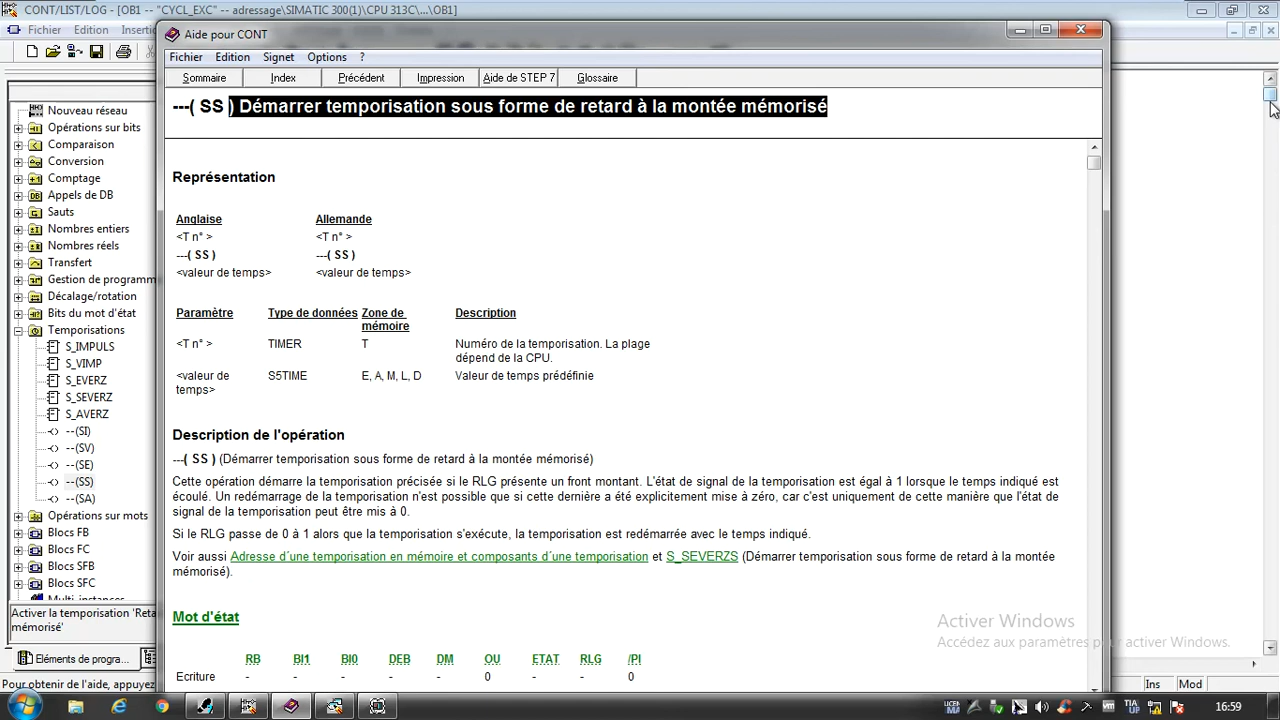 CONT/LIST/LOG - [OB1 -- "CYCL_EXC" -- adressage\SIMATIC 300(1)\CPU 313C\...\OB1]
Fichier Edition Insertion
Aide pour CONT
Fichier Edition Signet Options ?
Sommaire Index Précédent Impression Aide de STEP 7 Glossaire
---( SS ) Démarrer temporisation sous forme de retard à la montée mémorisé
Nouveau réseau
Opérations sur bits
Comparaison
Conversion
Comptage
Appels de DB
Sauts
Nombres entiers
Nombres réels
Transfert
Gestion de programm
Décalage/rotation
Bits du mot d'état
Temporisations
S_IMPULS
S_VIMP
S_EVERZ
S_SEVERZ
S_AVERZ
--(SI)
--(SV)
--(SE)
--(SS)
--(SA)
Opérations sur mots
Blocs FB
Blocs FC
Blocs SFB
Blocs SFC
Multi-instances
Activer la temporisation 'Reta
mémorisé'
Eléments de progra...
Pour obtenir de l'aide, appuyez
Représentation
Anglaise Allemande
<T n° > <T n° >
---( SS ) ---( SS )
<valeur de temps> <valeur de temps>
Paramètre Type de données Zone de mémoire Description
<T n° > TIMER T Numéro de la temporisation. La plage
dépend de la CPU.
<valeur de temps> S5TIME E, A, M, L, D Valeur de temps prédéfinie
Description de l'opération
---( SS ) (Démarrer temporisation sous forme de retard à la montée mémorisé)
Cette opération démarre la temporisation précisée si le RLG présente un front montant. L'état de signal de la temporisation est égal à 1 lorsque le temps indiqué est
écoulé. Un redémarrage de la temporisation n'est possible que si cette dernière a été explicitement mise à zéro, car c'est uniquement de cette manière que l'état de
signal de la temporisation peut être mis à 0.
Si le RLG passe de 0 à 1 alors que la temporisation s'exécute, la temporisation est redémarrée avec le temps indiqué.
Voir aussi Adresse d´une temporisation en mémoire et composants d´une temporisation et S_SEVERZS (Démarrer temporisation sous forme de retard à la montée
mémorisé).
Mot d'état
RB BI1 BI0 DEB DM OU ETAT RLG /PI
Ecriture - - - - - 0 - - 0
Activer Windows
Accédez aux paramètres pour activer Windows.
Ins Mod
16:59